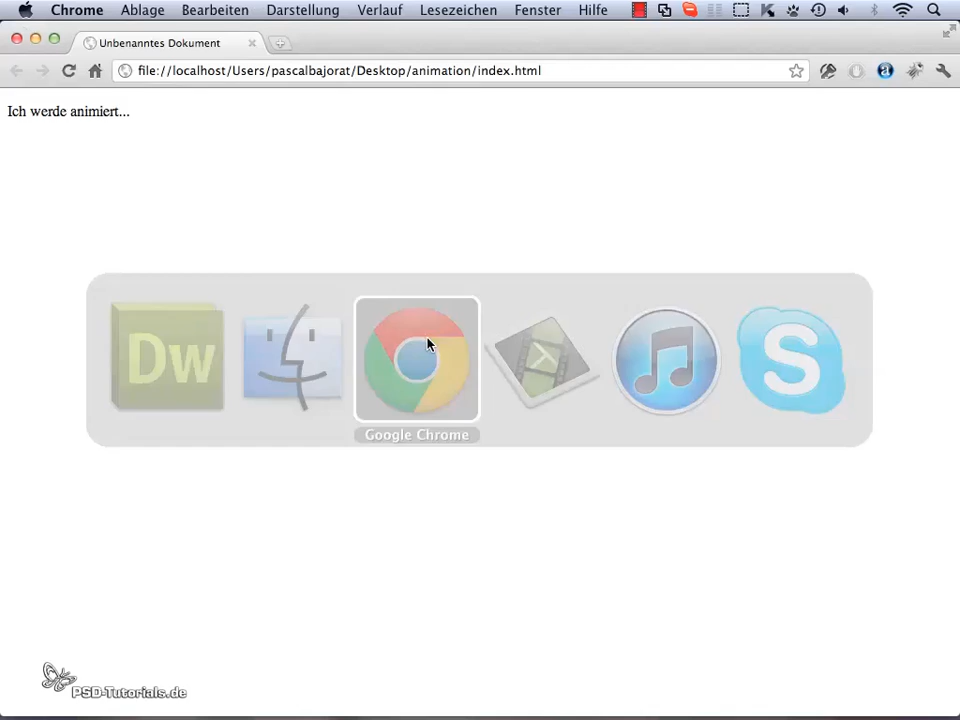 Chrome Ablage Bearbeiten Darstellung Verlauf Lesezeichen Fenster Hilfe
Unbenanntes Dokument
file://localhost/Users/pascalbajorat/Desktop/animation/index.html
Ich werde animiert...
Dw
S
Google Chrome
PSD-Tutorials.de